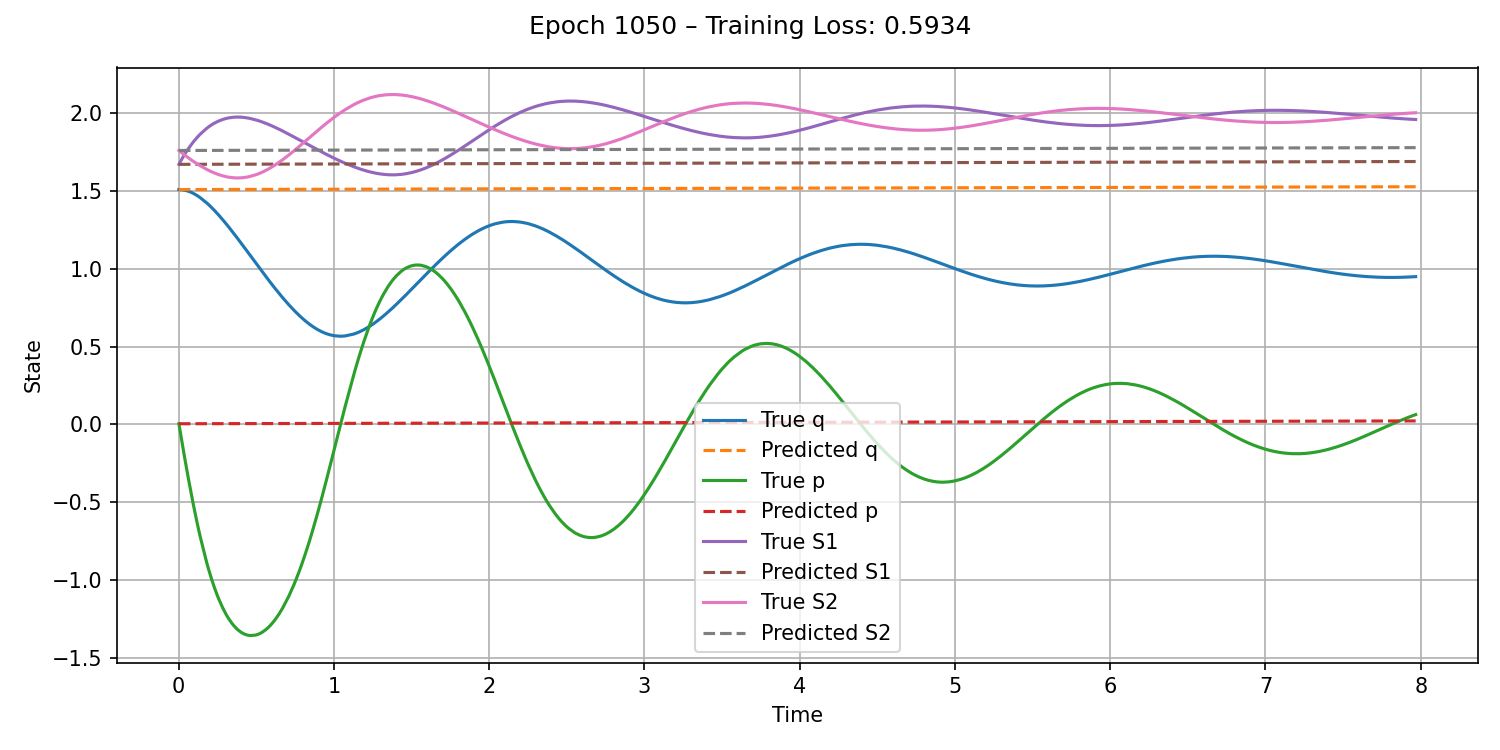 Epoch 1050 – Training Loss: 0.5934
State
2.0
1.5
1.0
0.5
0.0
−0.5
−1.0
−1.5
True q
Predicted q
True p
Predicted p
True S1
Predicted S1
True S2
Predicted S2
0 1 2 3 4 5 6 7 8
Time